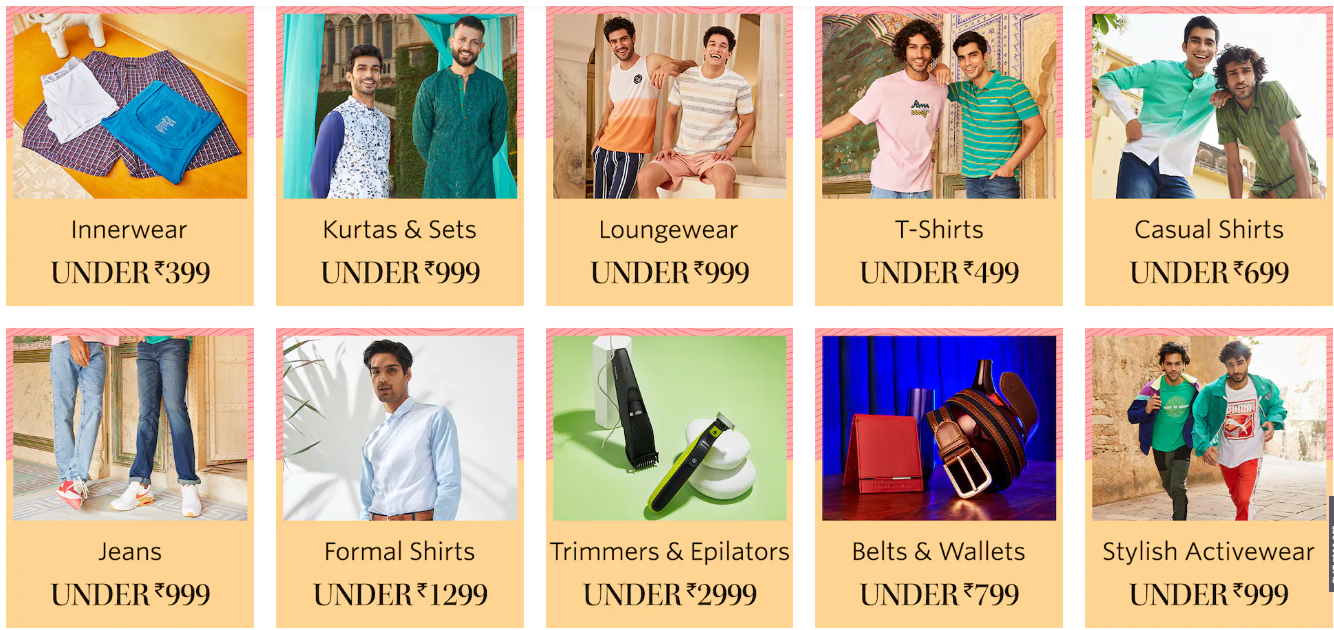 Innerwear
UNDER ₹399
Kurtas & Sets
UNDER ₹999
Loungewear
UNDER ₹999
T-Shirts
UNDER ₹499
Casual Shirts
UNDER ₹699
Jeans
UNDER ₹999
Formal Shirts
UNDER ₹1299
Trimmers & Epilators
UNDER ₹2999
Belts & Wallets
UNDER ₹799
Stylish Activewear
UNDER ₹999